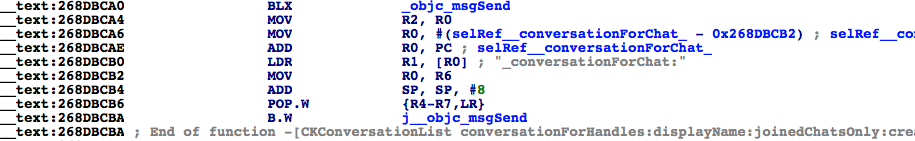 __text:268DBCA0 BLX _objc_msgSend
__text:268DBCA4 MOV R2, R0
__text:268DBCA6 MOV R0, #(selRef__conversationForChat_ - 0x268DBCB2) ; selRef__co
__text:268DBCAE ADD R0, PC ; selRef__conversationForChat_
__text:268DBCB0 LDR R1, [R0] ; "_conversationForChat:"
__text:268DBCB2 MOV R0, R6
__text:268DBCB4 ADD SP, SP, #8
__text:268DBCB6 POP.W {R4-R7,LR}
__text:268DBCBA B.W j__objc_msgSend
__text:268DBCBA ; End of function -[CKConversationList conversationForHandles:displayName:joinedChatsOnly:crea